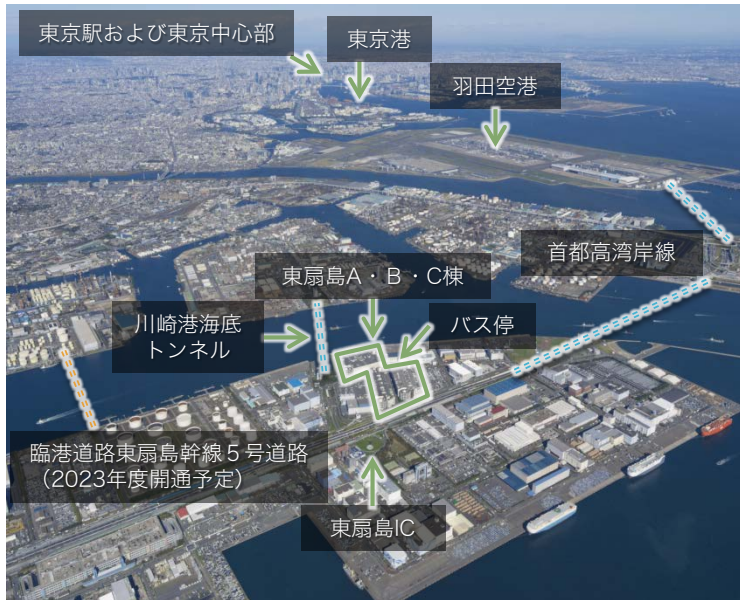 東京駅および東京中心部
東京港
羽田空港
首都高湾岸線
東扇島A・B・C棟
川崎港海底
トンネル
バス停
臨港道路東扇島幹線５号道路
（2023年度開通予定）
東扇島IC